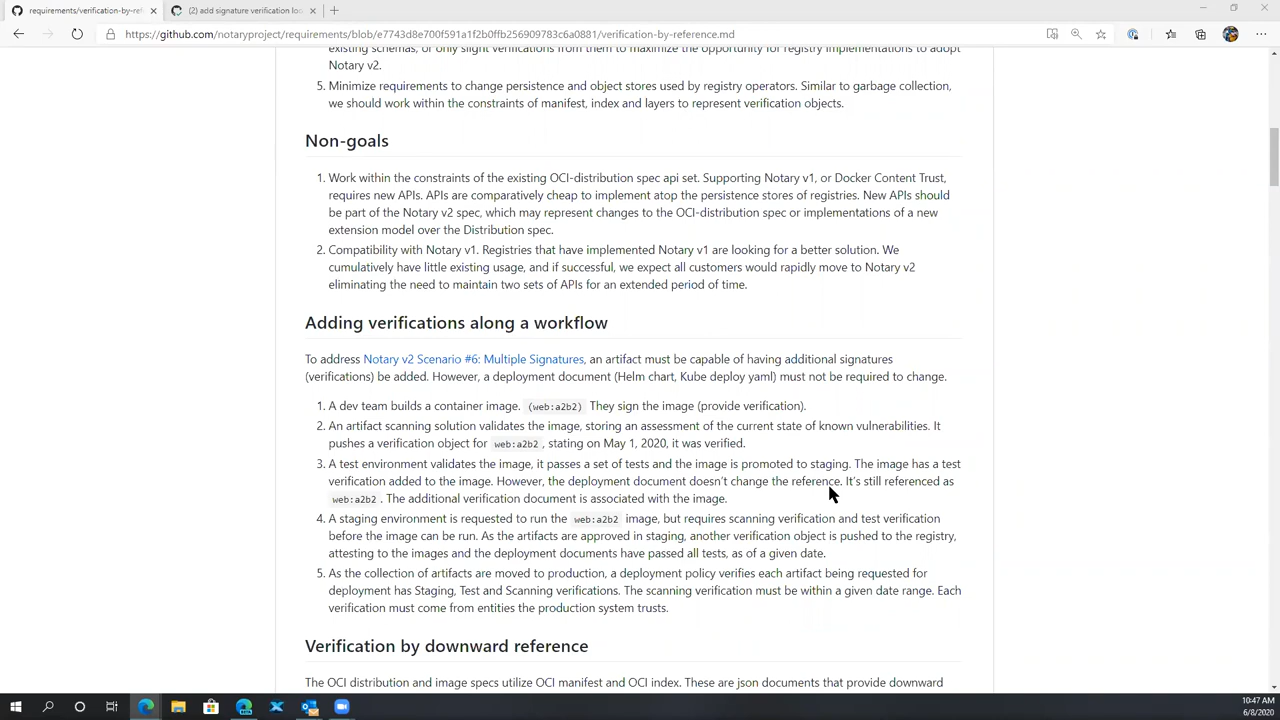 requirements/verification-by-ref
(2) add signature verification loo
https://github.com/notaryproject/requirements/blob/e7743d8e700f256591a1f2b0ffb256909783c6a0881/verification-by-reference.md
existing schemas, or only slight verifications from them to maximize the opportunity for registry implementations to adopt
Notary v2.
5. Minimize requirements to change persistence and object stores used by registry operators. Similar to garbage collection,
we should work within the constraints of manifest, index and layers to represent verification objects.
Non-goals
1. Work within the constraints of the existing OCI-distribution spec api set. Supporting Notary v1, or Docker Content Trust,
requires new APIs. APIs are comparatively cheap to implement atop the persistence stores of registries. New APIs should
be part of the Notary v2 spec, which may represent changes to the OCI-distribution spec or implementations of a new
extension model over the Distribution spec.
2. Compatibility with Notary v1. Registries that have implemented Notary v1 are looking for a better solution. We
cumulatively have little existing usage, and if successful, we expect all customers would rapidly move to Notary v2
eliminating the need to maintain two sets of APIs for an extended period of time.
Adding verifications along a workflow
To address Notary v2 Scenario #6: Multiple Signatures, an artifact must be capable of having additional signatures
(verifications) be added. However, a deployment document (Helm chart, Kube deploy yaml) must not be required to change.
1. A dev team builds a container image. (web:a2b2) They sign the image (provide verification).
2. An artifact scanning solution validates the image, storing an assessment of the current state of known vulnerabilities. It
pushes a verification object for web:a2b2, stating on May 1, 2020, it was verified.
3. A test environment validates the image, it passes a set of tests and the image is promoted to staging. The image has a test
verification added to the image. However, the deployment document doesn't change the reference. It's still referenced as
web:a2b2. The additional verification document is associated with the image.
4. A staging environment is requested to run the web:a2b2 image, but requires scanning verification and test verification
before the image can be run. As the artifacts are approved in staging, another verification object is pushed to the registry,
attesting to the images and the deployment documents have passed all tests, as of a given date.
5. As the collection of artifacts are moved to production, a deployment policy verifies each artifact being requested for
deployment has Staging, Test and Scanning verifications. The scanning verification must be within a given date range. Each
verification must come from entities the production system trusts.
Verification by downward reference
The OCI distribution and image specs utilize OCI manifest and OCI index. These are json documents that provide downward
10:47 AM
6/8/2020